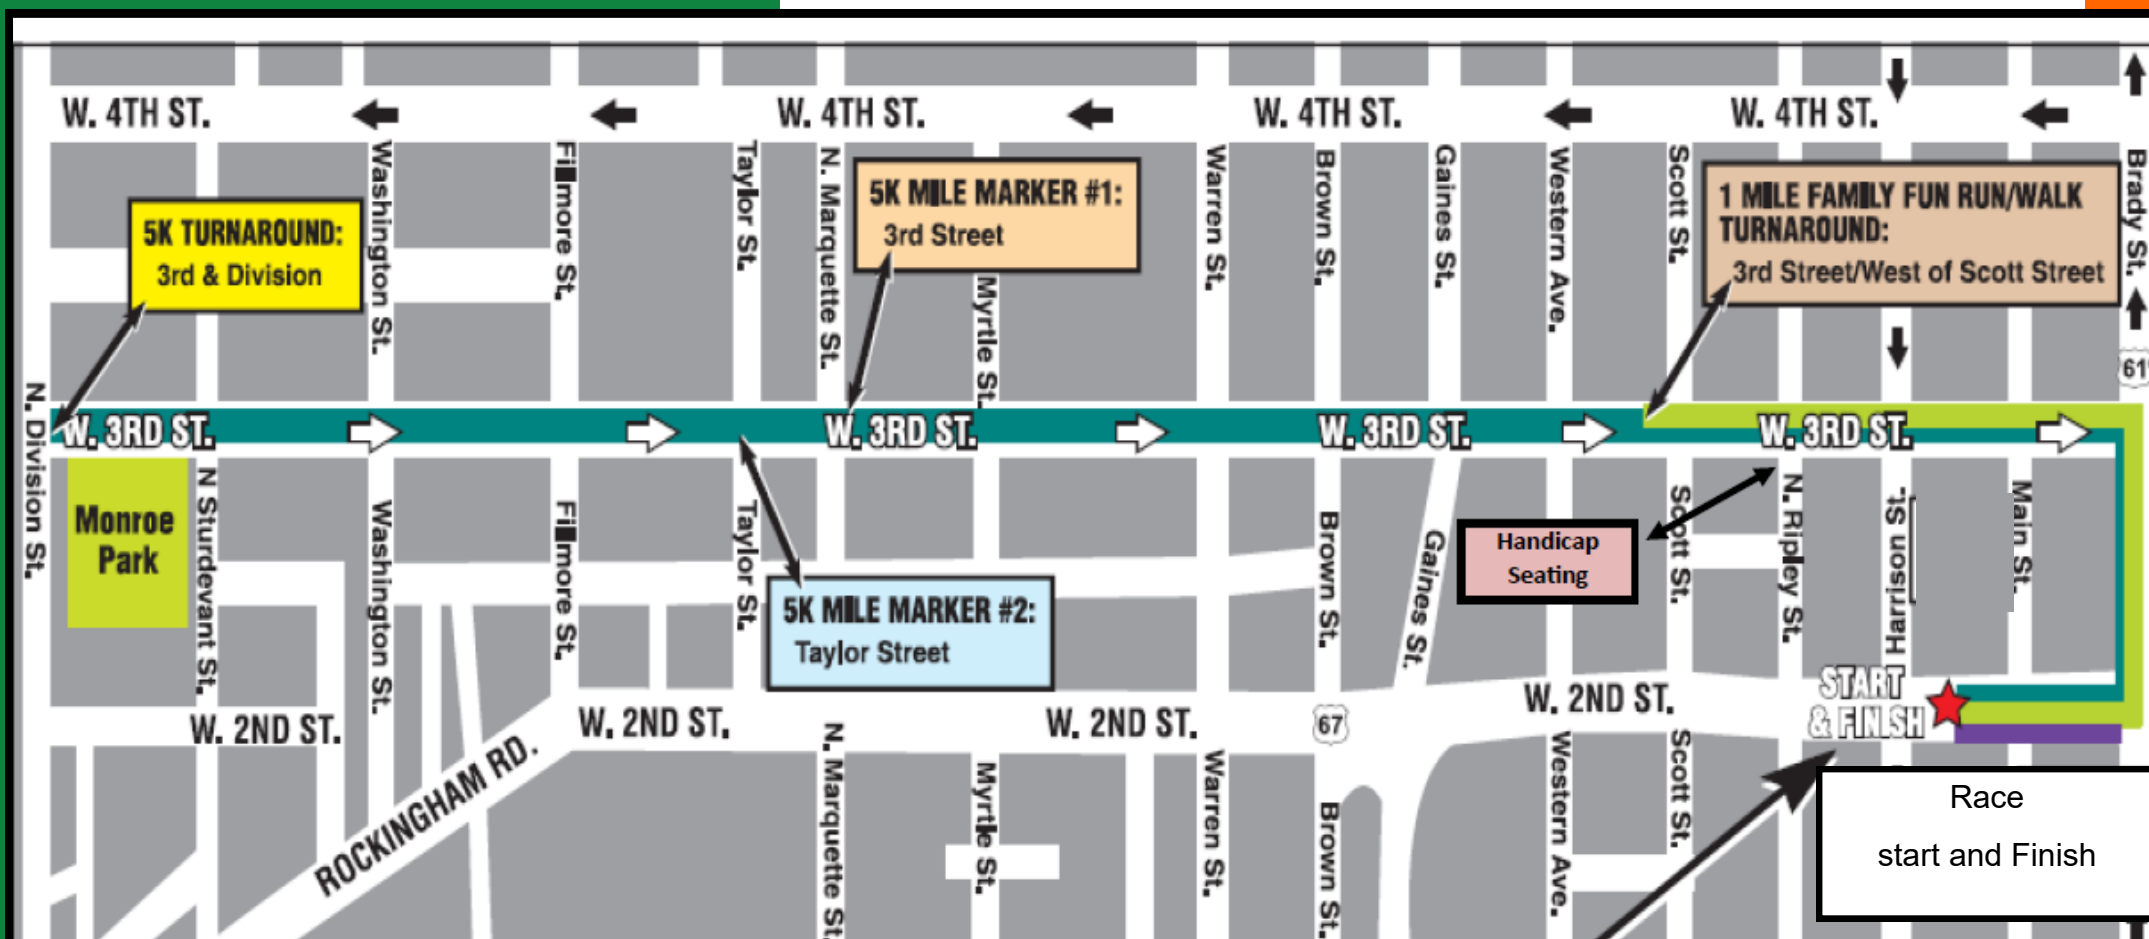 W. 4TH ST.
W. 4TH ST.
W. 4TH ST.
W. 4TH ST.
Washington St.
Fillmore St.
Taylor St.
N. Marquette St.
Myrtle St.
Warren St.
Brown St.
Gaines St.
Western Ave.
Scott St.
Brady St.
61
5K TURNAROUND:
3rd & Division
5K MILE MARKER #1:
3rd Street
1 MILE FAMILY FUN RUN/WALK
TURNAROUND:
3rd Street/West of Scott Street
N. Division St.
W. 3RD ST.
W. 3RD ST.
W. 3RD ST.
W. 3RD ST.
Monroe
Park
N Sturdevant St.
Washington St.
Fillmore St.
Taylor St.
5K MILE MARKER #2:
Taylor Street
Brown St.
Gaines St.
Handicap
Seating
Scott St.
N. Ripley St.
Harrison St.
Main St.
START
& FINISH
W. 2ND ST.
W. 2ND ST.
W. 2ND ST.
W. 2ND ST.
67
ROCKINGHAM RD.
N. Marquette St.
Myrtle St.
Warren St.
Brown St.
Western Ave.
Scott St.
Race
start and Finish